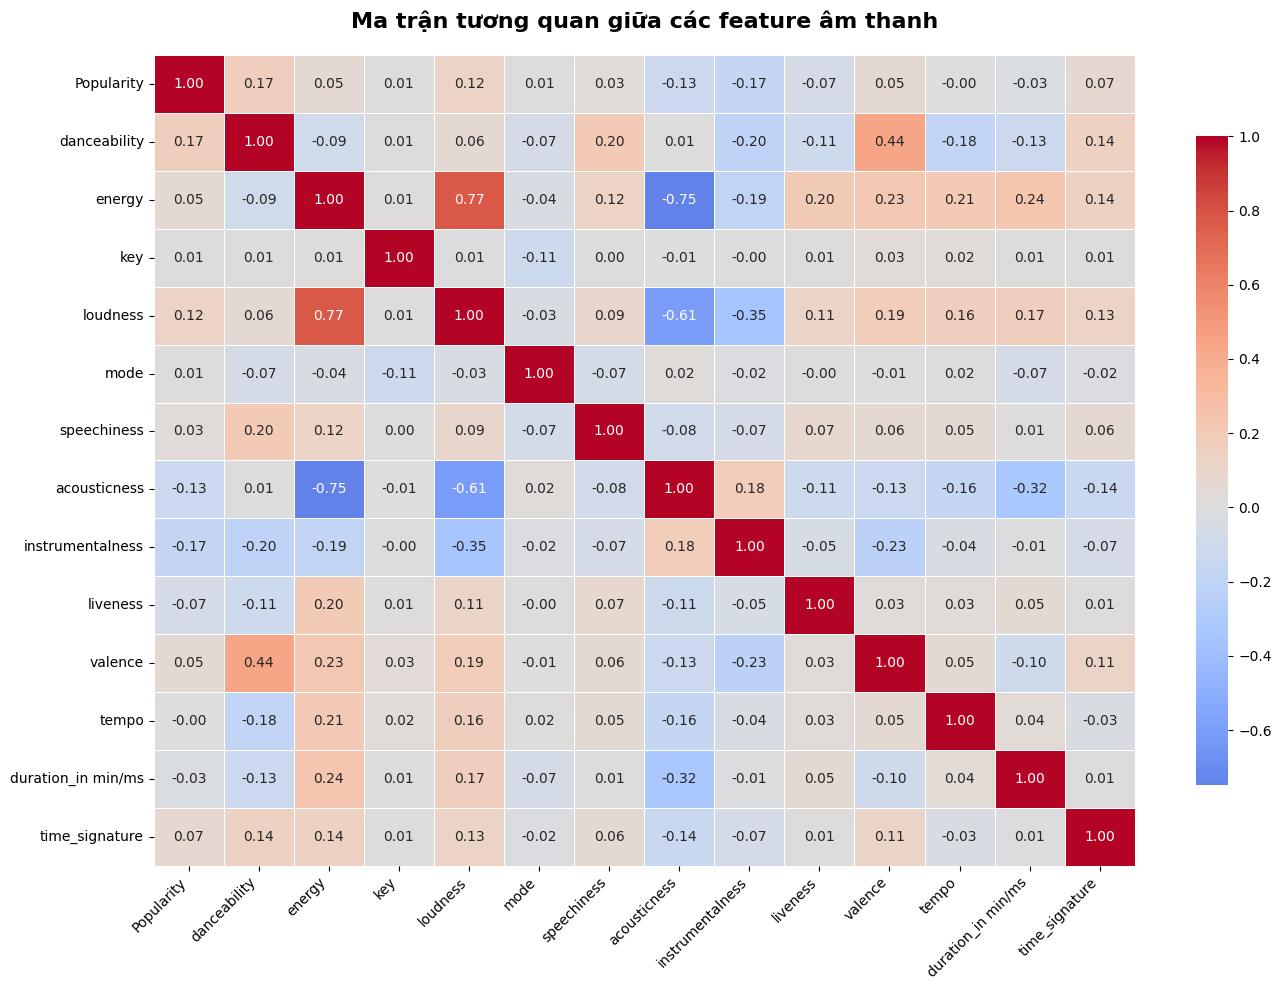 Ma trận tương quan giữa các feature âm thanh
Popularity 1.00 0.17 0.05 0.01 0.12 0.01 0.03 -0.13 -0.17 -0.07 0.05 -0.00 -0.03 0.07
danceability 0.17 1.00 -0.09 0.01 0.06 -0.07 0.20 0.01 -0.20 -0.11 0.44 -0.18 -0.13 0.14
energy 0.05 -0.09 1.00 0.01 0.77 -0.04 0.12 -0.75 -0.19 0.20 0.23 0.21 0.24 0.14
key 0.01 0.01 0.01 1.00 0.01 -0.11 0.00 -0.01 -0.00 0.01 0.03 0.02 0.01 0.01
loudness 0.12 0.06 0.77 0.01 1.00 -0.03 0.09 -0.61 -0.35 0.11 0.19 0.16 0.17 0.13
mode 0.01 -0.07 -0.04 -0.11 -0.03 1.00 -0.07 0.02 -0.02 -0.00 -0.01 0.02 -0.07 -0.02
speechiness 0.03 0.20 0.12 0.00 0.09 -0.07 1.00 -0.08 -0.07 0.07 0.06 0.05 0.01 0.06
acousticness -0.13 0.01 -0.75 -0.01 -0.61 0.02 -0.08 1.00 0.18 -0.11 -0.13 -0.16 -0.32 -0.14
instrumentalness -0.17 -0.20 -0.19 -0.00 -0.35 -0.02 -0.07 0.18 1.00 -0.05 -0.23 -0.04 -0.01 -0.07
liveness -0.07 -0.11 0.20 0.01 0.11 -0.00 0.07 -0.11 -0.05 1.00 0.03 0.03 0.05 0.01
valence 0.05 0.44 0.23 0.03 0.19 -0.01 0.06 -0.13 -0.23 0.03 1.00 0.05 -0.10 0.11
tempo -0.00 -0.18 0.21 0.02 0.16 0.02 0.05 -0.16 -0.04 0.03 0.05 1.00 0.04 -0.03
duration_in min/ms -0.03 -0.13 0.24 0.01 0.17 -0.07 0.01 -0.32 -0.01 0.05 -0.10 0.04 1.00 0.01
time_signature 0.07 0.14 0.14 0.01 0.13 -0.02 0.06 -0.14 -0.07 0.01 0.11 -0.03 0.01 1.00
Popularity danceability energy key loudness mode speechiness acousticness instrumentalness liveness valence tempo duration_in min/ms time_signature
1.0
0.8
0.6
0.4
0.2
0.0
−0.2
−0.4
−0.6